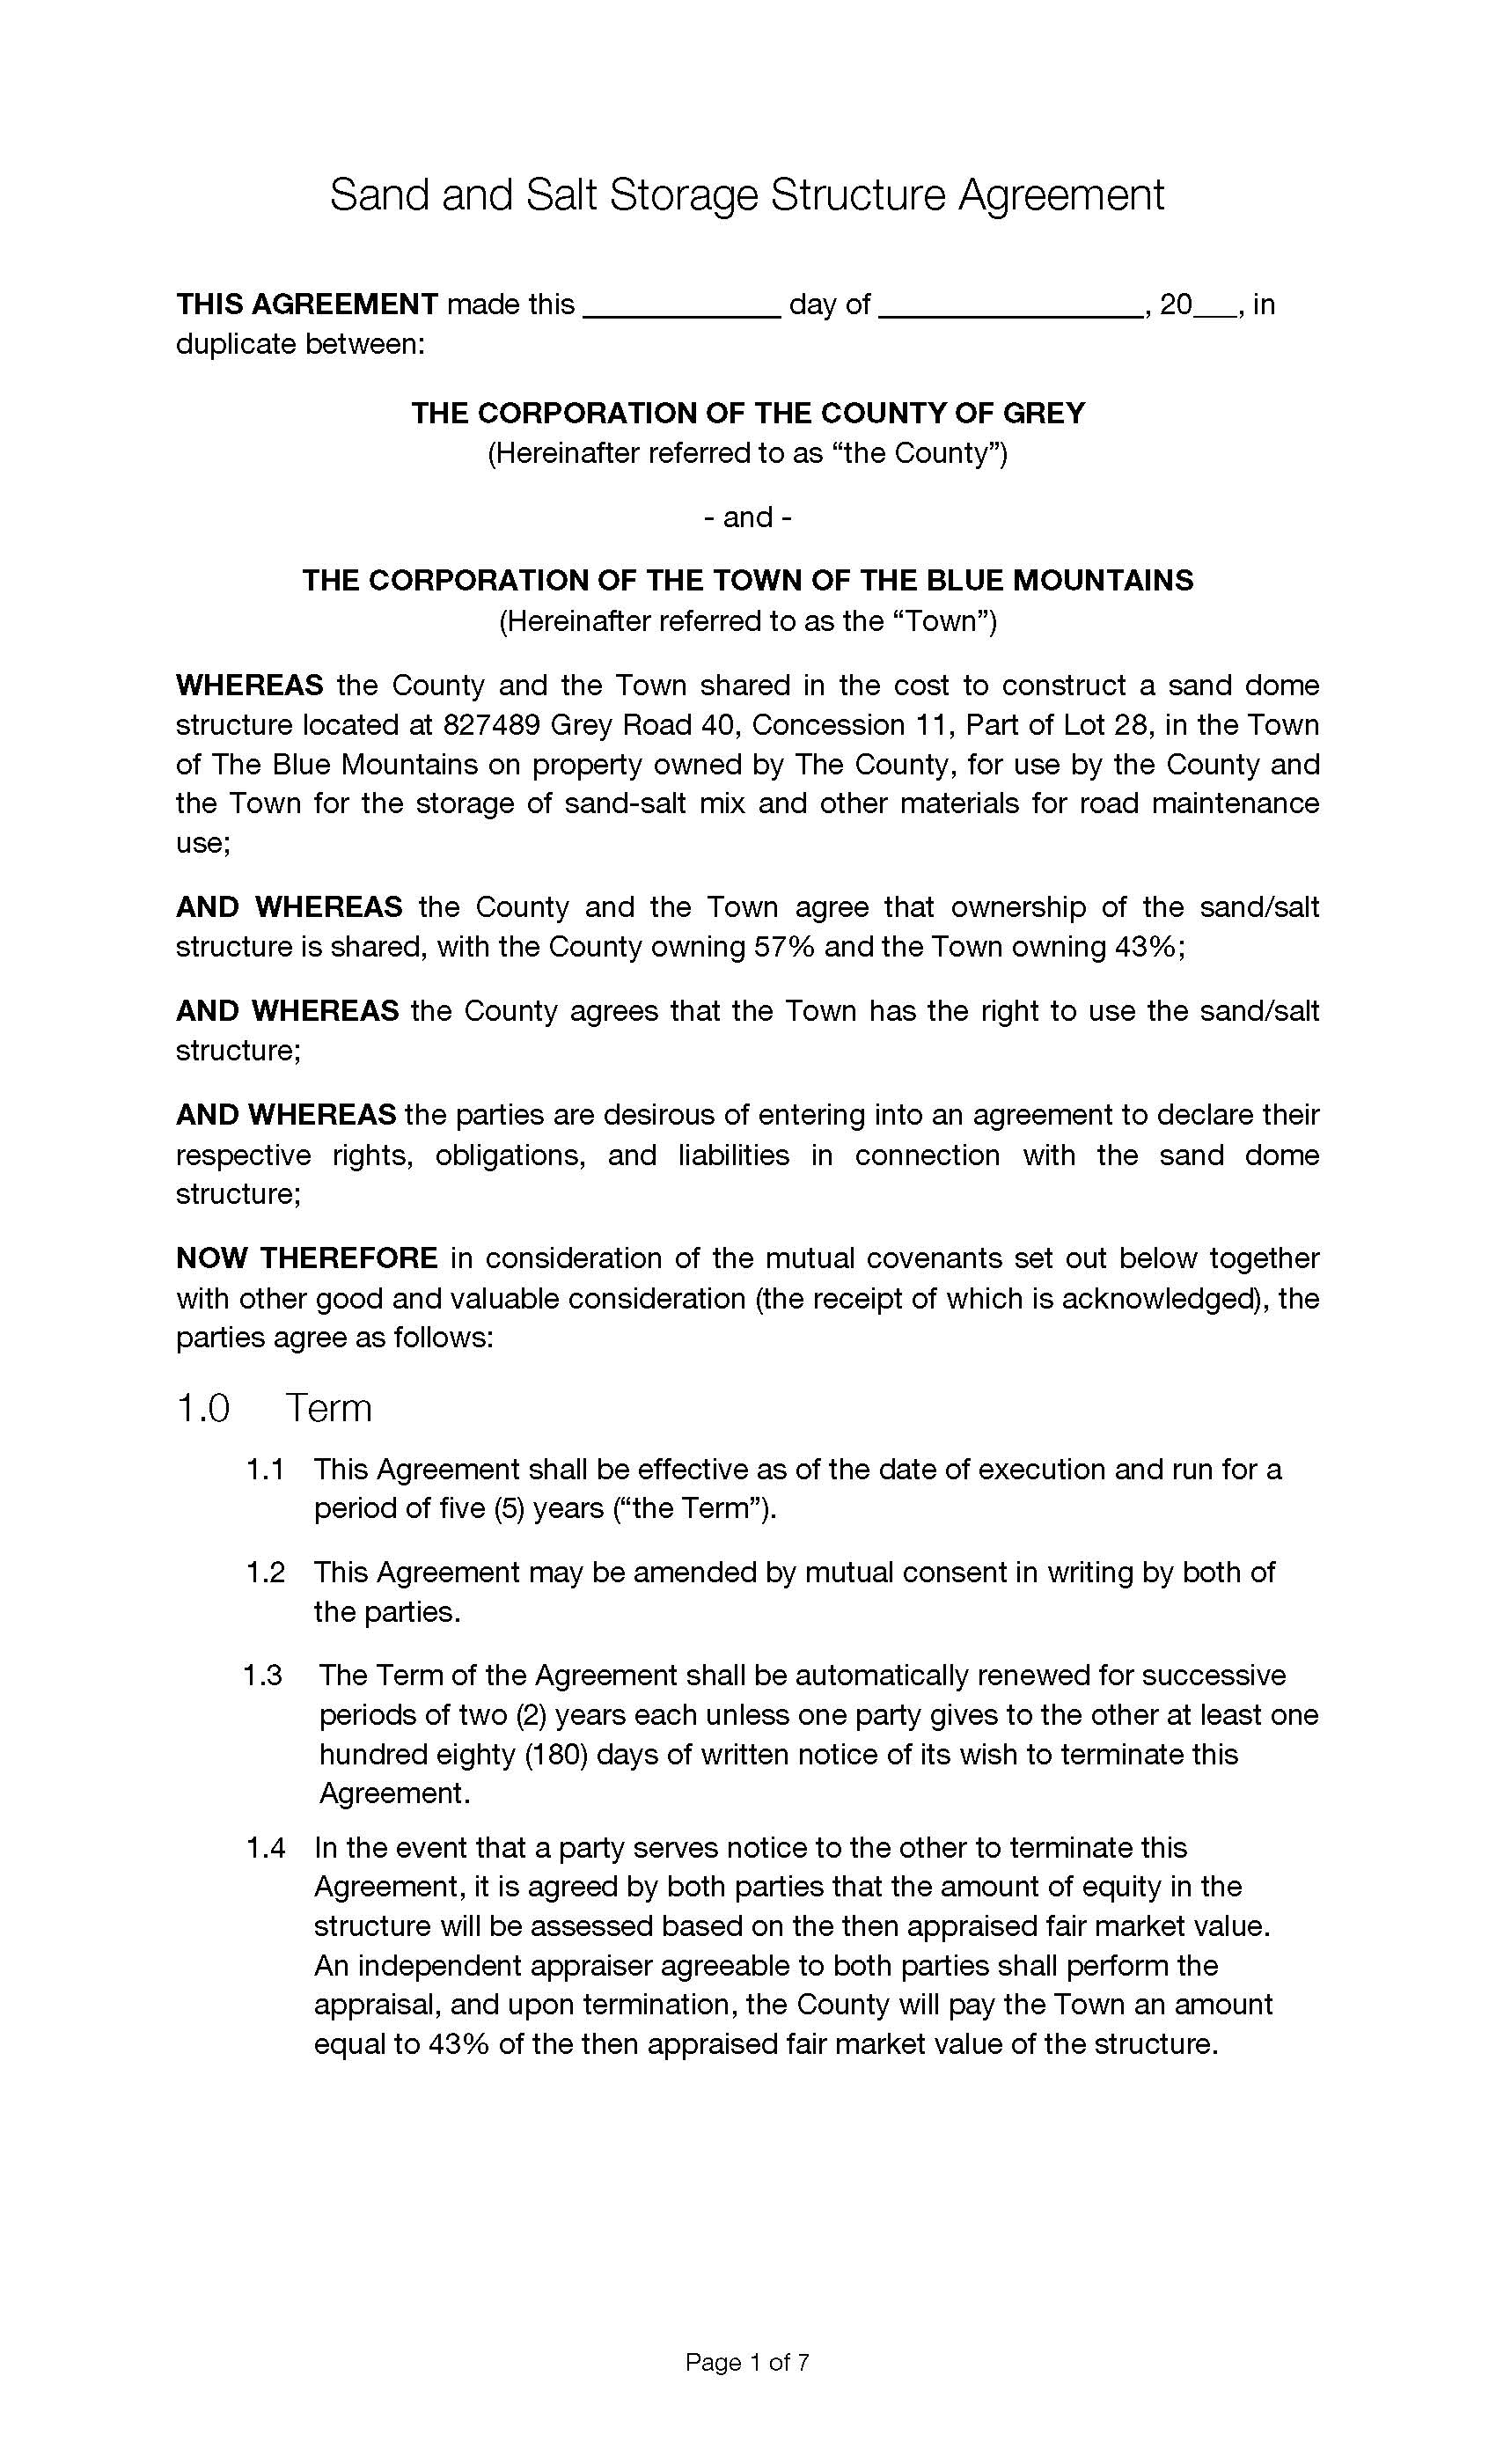 Sand and Salt Storage Structure Agreement
THIS AGREEMENT made this _____________ day of _________________, 20___, in
duplicate between:
THE CORPORATION OF THE COUNTY OF GREY
(Hereinafter referred to as “the County”)
- and -
THE CORPORATION OF THE TOWN OF THE BLUE MOUNTAINS
(Hereinafter referred to as the “Town”)
WHEREAS the County and the Town shared in the cost to construct a sand dome
structure located at 827489 Grey Road 40, Concession 11, Part of Lot 28, in the Town
of The Blue Mountains on property owned by The County, for use by the County and
the Town for the storage of sand-salt mix and other materials for road maintenance
use;
AND WHEREAS the County and the Town agree that ownership of the sand/salt
structure is shared, with the County owning 57% and the Town owning 43%;
AND WHEREAS the County agrees that the Town has the right to use the sand/salt
structure;
AND WHEREAS the parties are desirous of entering into an agreement to declare their
respective rights, obligations, and liabilities in connection with the sand dome
structure;
NOW THEREFORE in consideration of the mutual covenants set out below together
with other good and valuable consideration (the receipt of which is acknowledged), the
parties agree as follows:
1.0 Term
1.1 This Agreement shall be effective as of the date of execution and run for a
period of five (5) years (“the Term”).
1.2 This Agreement may be amended by mutual consent in writing by both of
the parties.
1.3 The Term of the Agreement shall be automatically renewed for successive
periods of two (2) years each unless one party gives to the other at least one
hundred eighty (180) days of written notice of its wish to terminate this
Agreement.
1.4 In the event that a party serves notice to the other to terminate this
Agreement, it is agreed by both parties that the amount of equity in the
structure will be assessed based on the then appraised fair market value.
An independent appraiser agreeable to both parties shall perform the
appraisal, and upon termination, the County will pay the Town an amount
equal to 43% of the then appraised fair market value of the structure.
Page 1 of 7